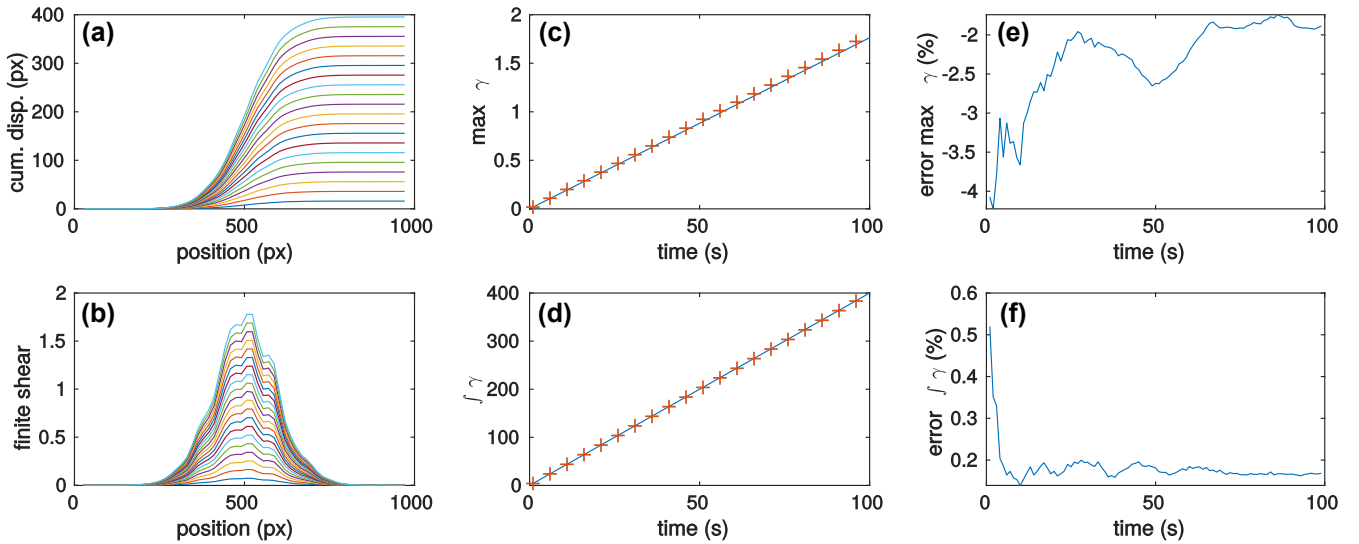 (a)
cum. disp. (px)
400
300
200
100
0
0
500
1000
position (px)
(c)
max γ
2
1.5
1
0.5
0
0
50
100
time (s)
(e)
error max γ (%)
-2
-2.5
-3
-3.5
-4
0
50
100
time (s)
(b)
finite shear
2
1.5
1
0.5
0
0
500
1000
position (px)
(d)
∫ γ
400
300
200
100
0
0
50
100
time (s)
(f)
error ∫ γ (%)
0.6
0.5
0.4
0.3
0.2
0.2
0
50
100
time (s)